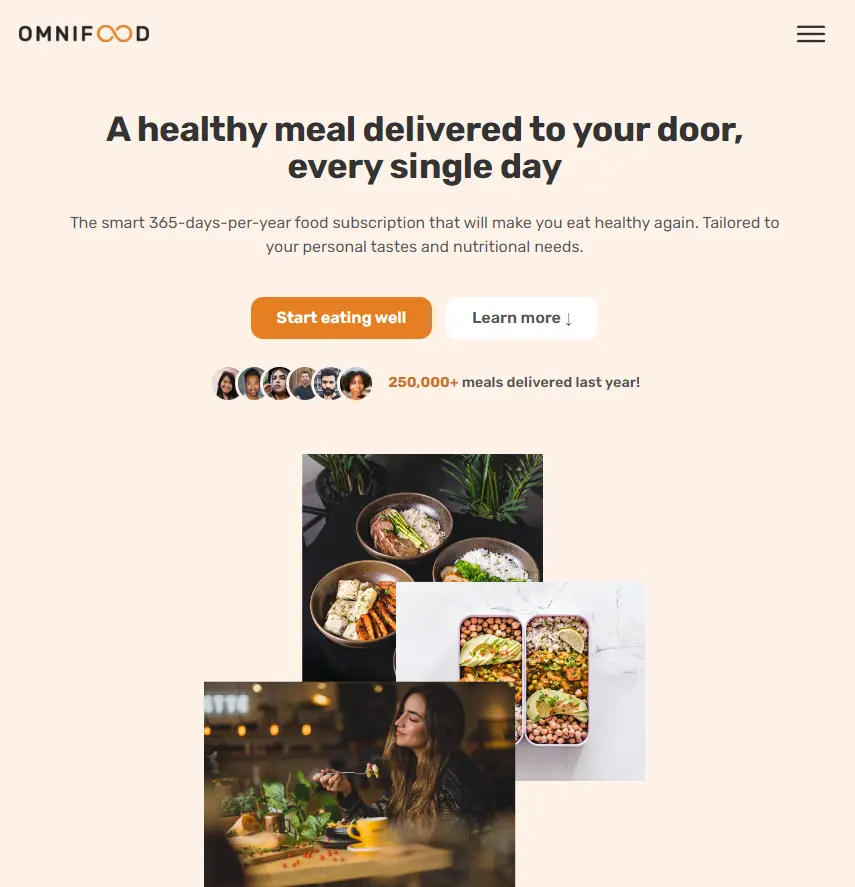 OMNIFOOD
A healthy meal delivered to your door,
every single day
The smart 365-days-per-year food subscription that will make you eat healthy again. Tailored to
your personal tastes and nutritional needs.
Start eating well
Learn more ↓
250,000+ meals delivered last year!